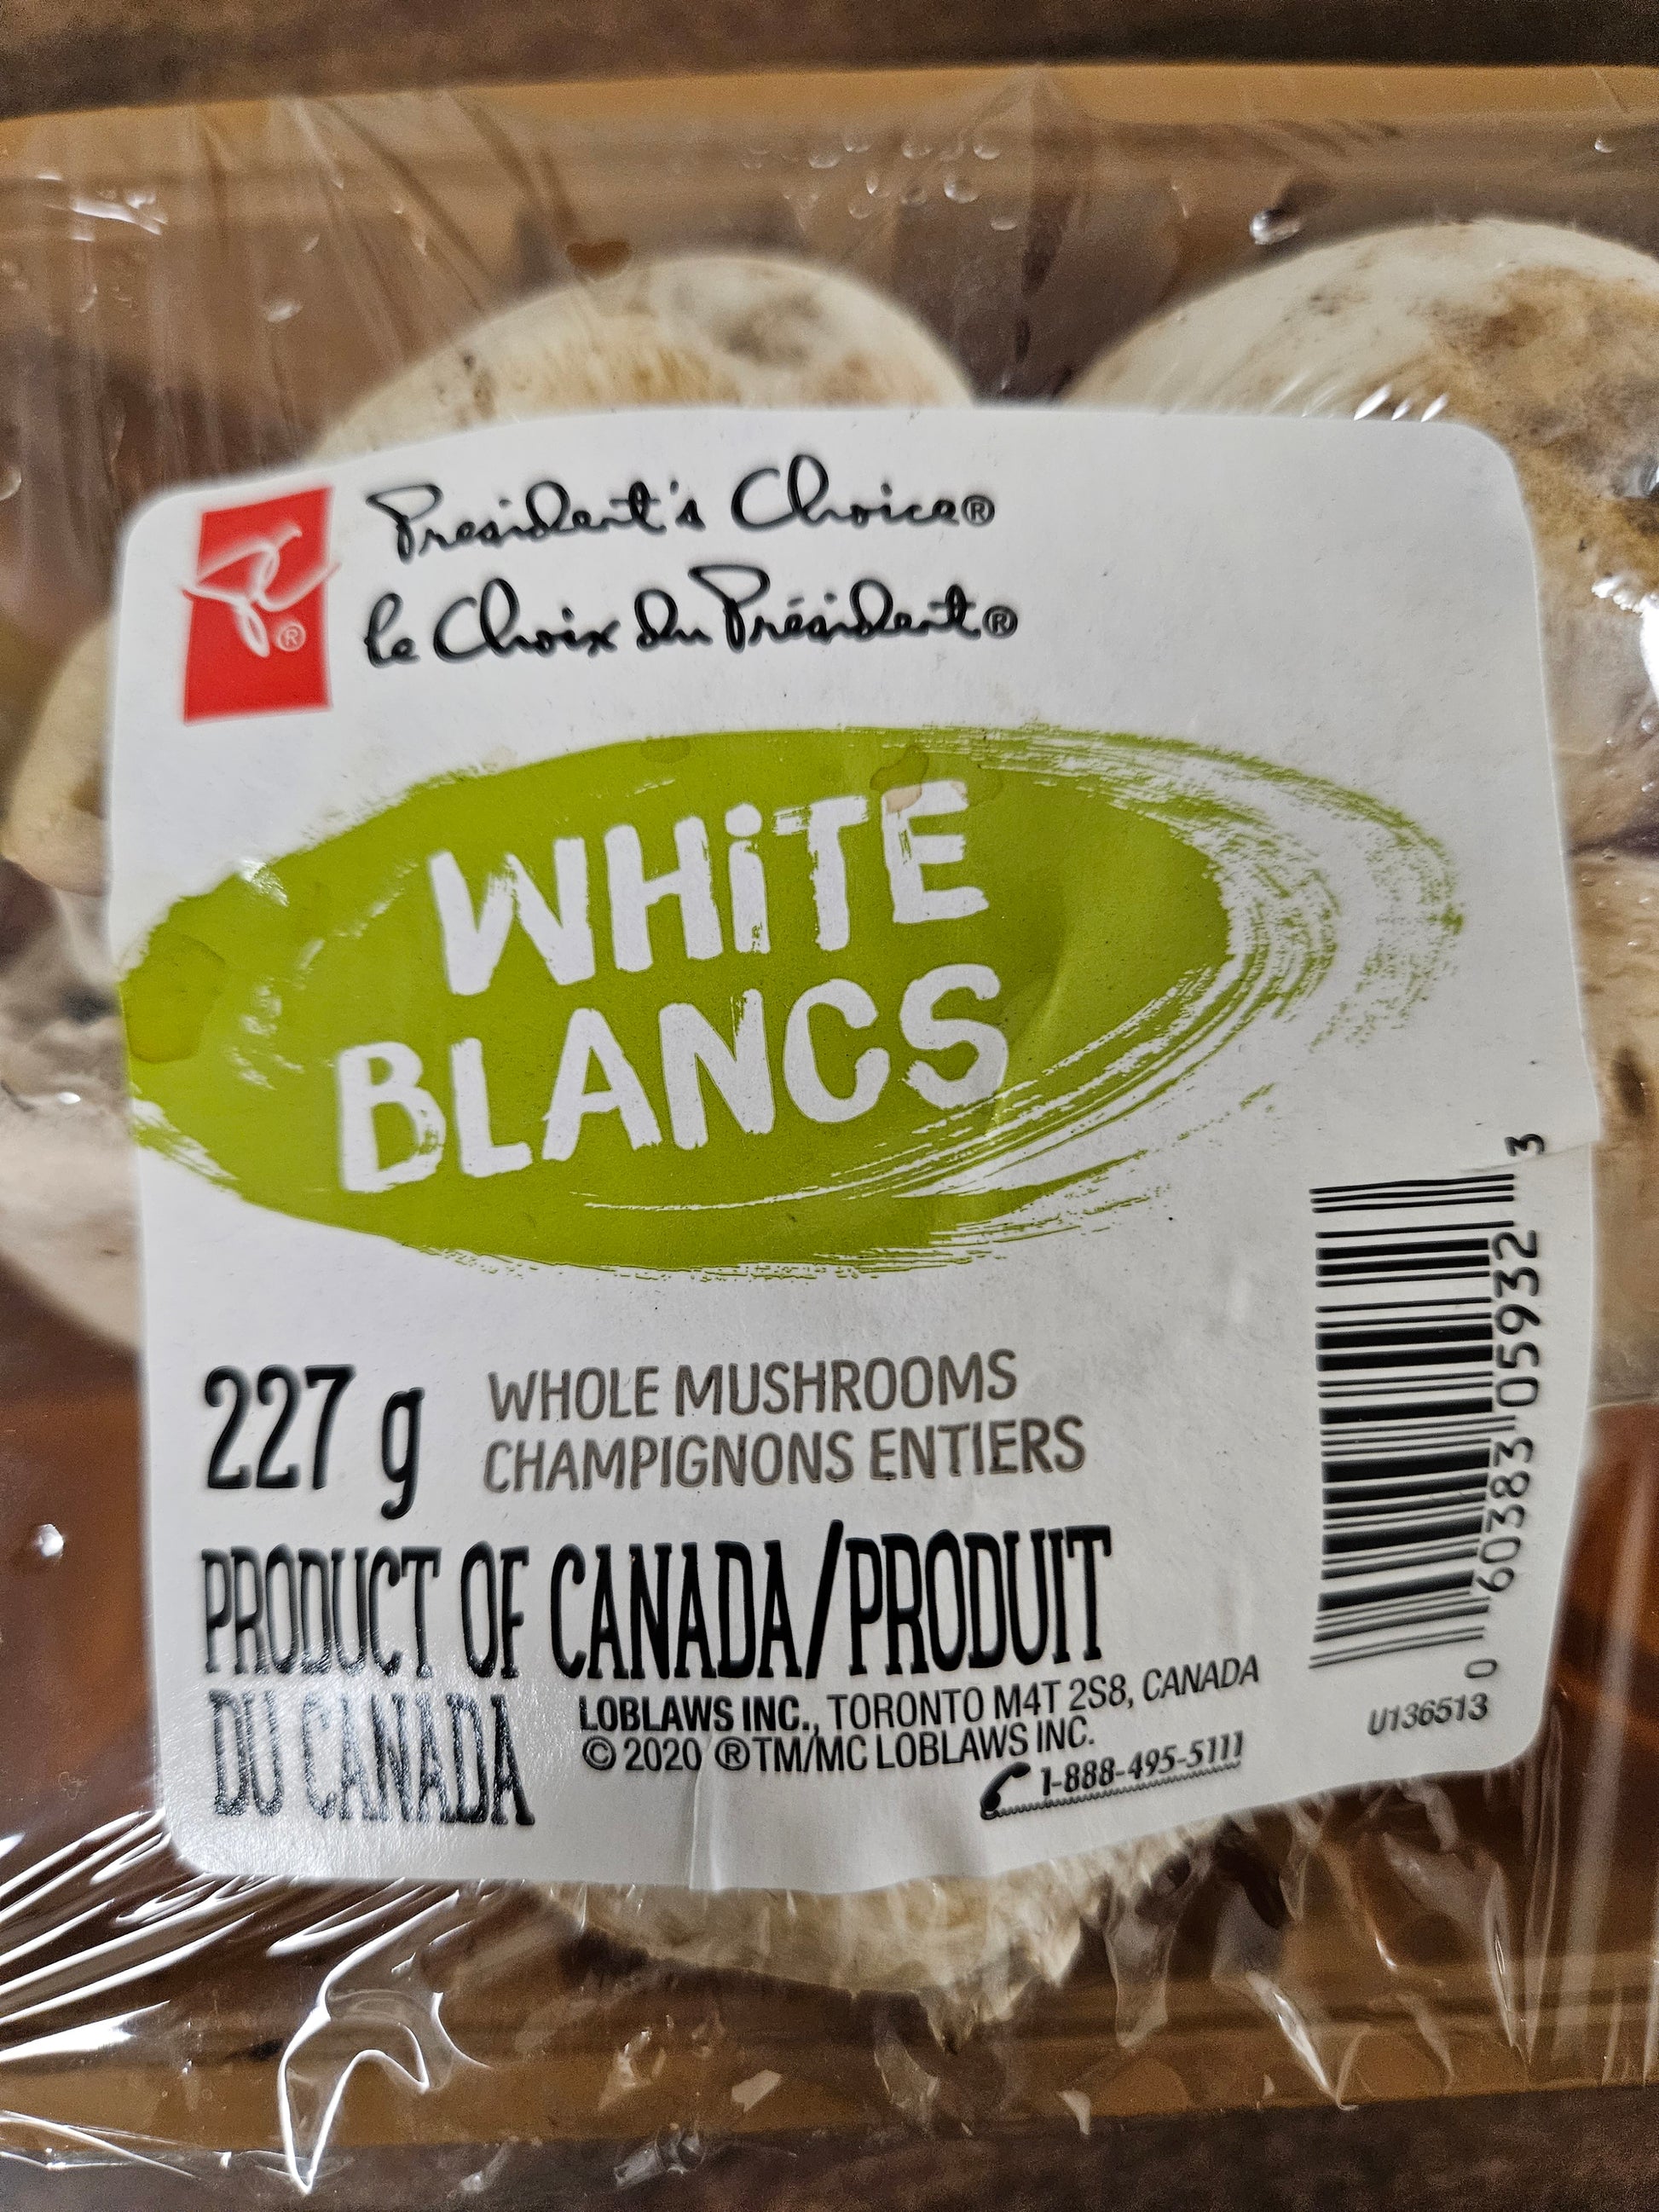 President's Choice®
le Choix du Président®
PC®
WHiTE
BLANCS
227 g
WHOLE MUSHROOMS
CHAMPIGNONS ENTIERS
PRODUCT OF CANADA/PRODUIT
DU CANADA
LOBLAWS INC., TORONTO M4T 2S8, CANADA
© 2020 ®TM/MC LOBLAWS INC.
1-888-495-5111
0 60383 05932 3
U136513